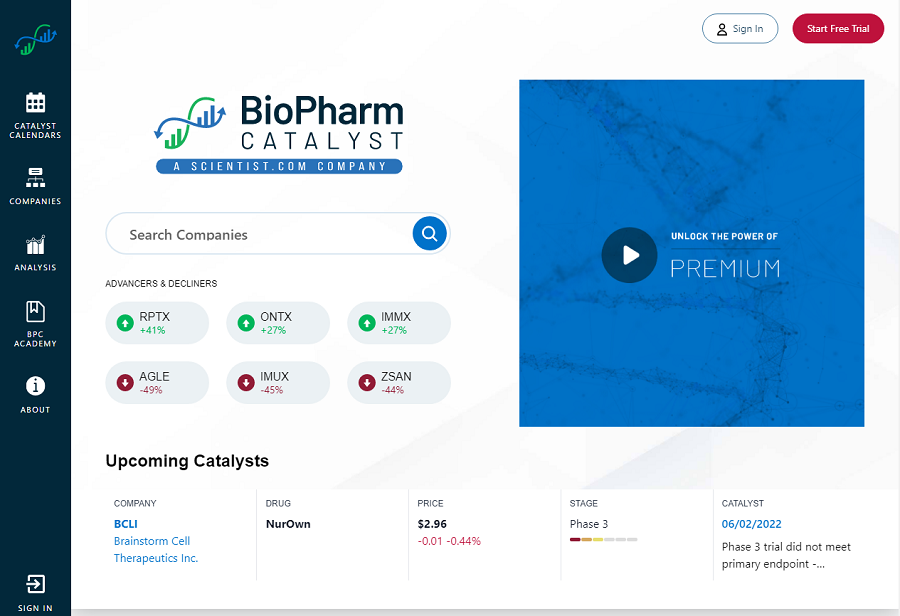 Sign In
Start Free Trial
CATALYST
CALENDARS
COMPANIES
ANALYSIS
BPC
ACADEMY
ABOUT
SIGN IN
BioPharm
CATALYST
A SCIENTIST.COM COMPANY
Search Companies
ADVANCERS & DECLINERS
RPTX
+41%
ONTX
+27%
IMMX
+27%
AGLE
-49%
IMUX
-45%
ZSAN
-44%
UNLOCK THE POWER OF
PREMIUM
Upcoming Catalysts
COMPANY
BCLI
Brainstorm Cell
Therapeutics Inc.
DRUG
NurOwn
PRICE
$2.96
-0.01 -0.44%
STAGE
Phase 3
CATALYST
06/02/2022
Phase 3 trial did not meet
primary endpoint -...